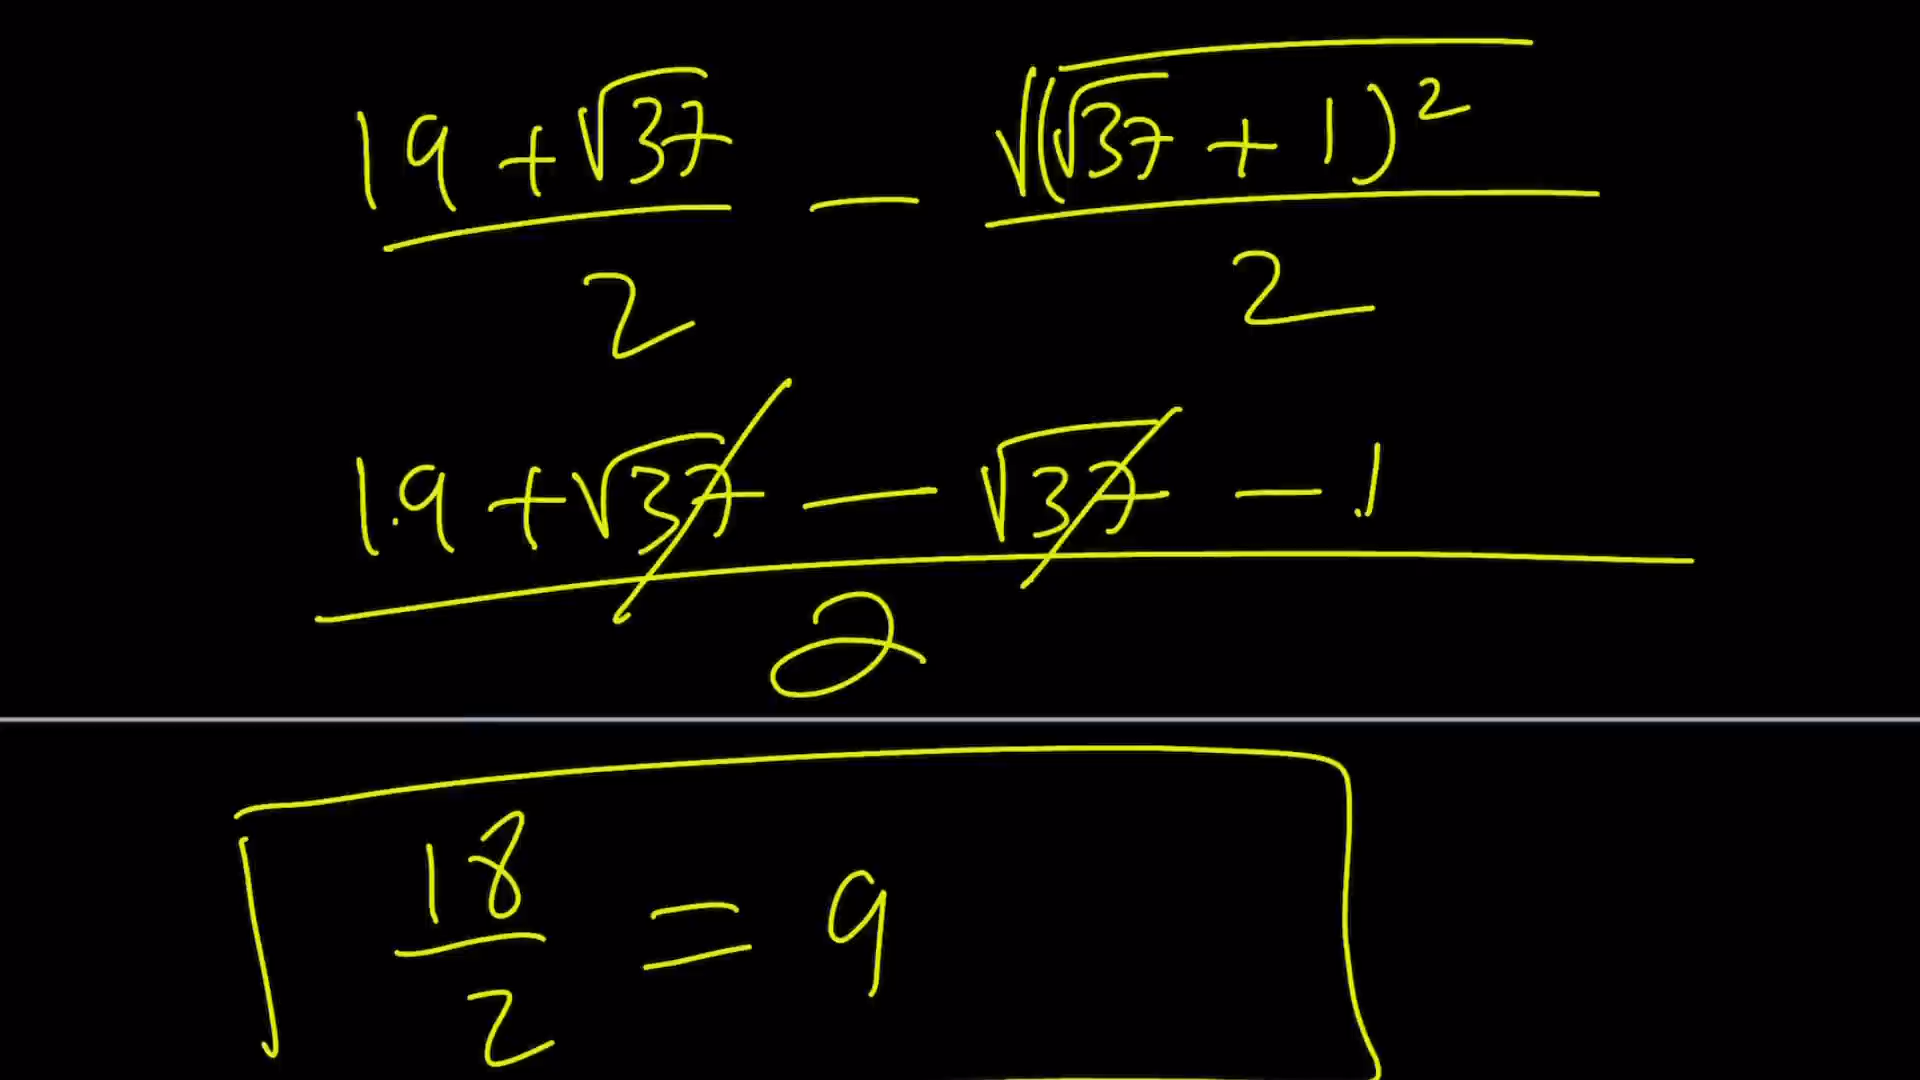 (19 + √37)/2 − √((√37 + 1)²)/2
(19 + √37 − √37 − 1)/2
18/2 = 9